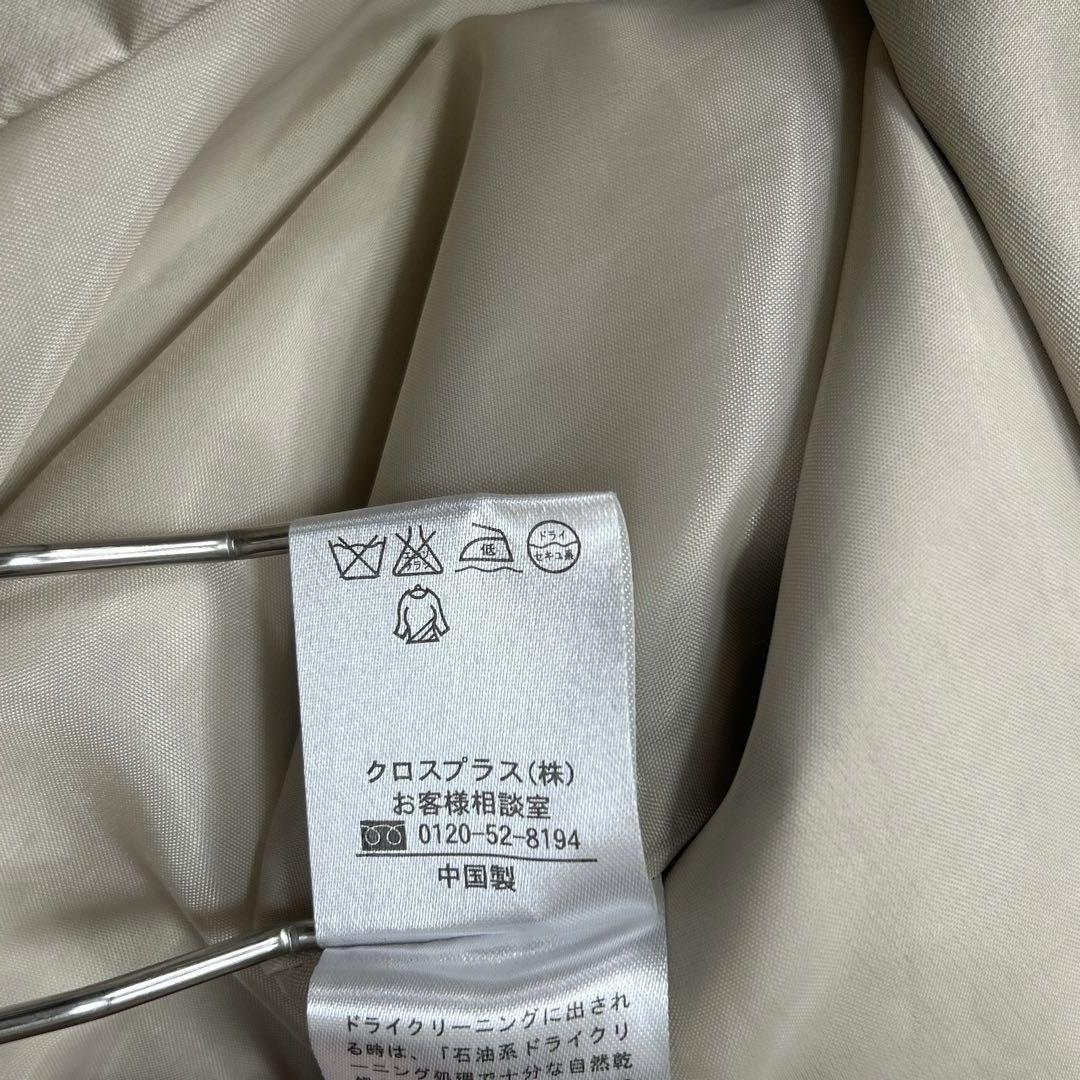 低
ドライ
セキユ系
クロスプラス(株)
お客様相談室
0120-52-8194
中国製
ドライクリーニングに出され
る時は、「石油系ドライクリ
ーニング処理で十分な自然乾